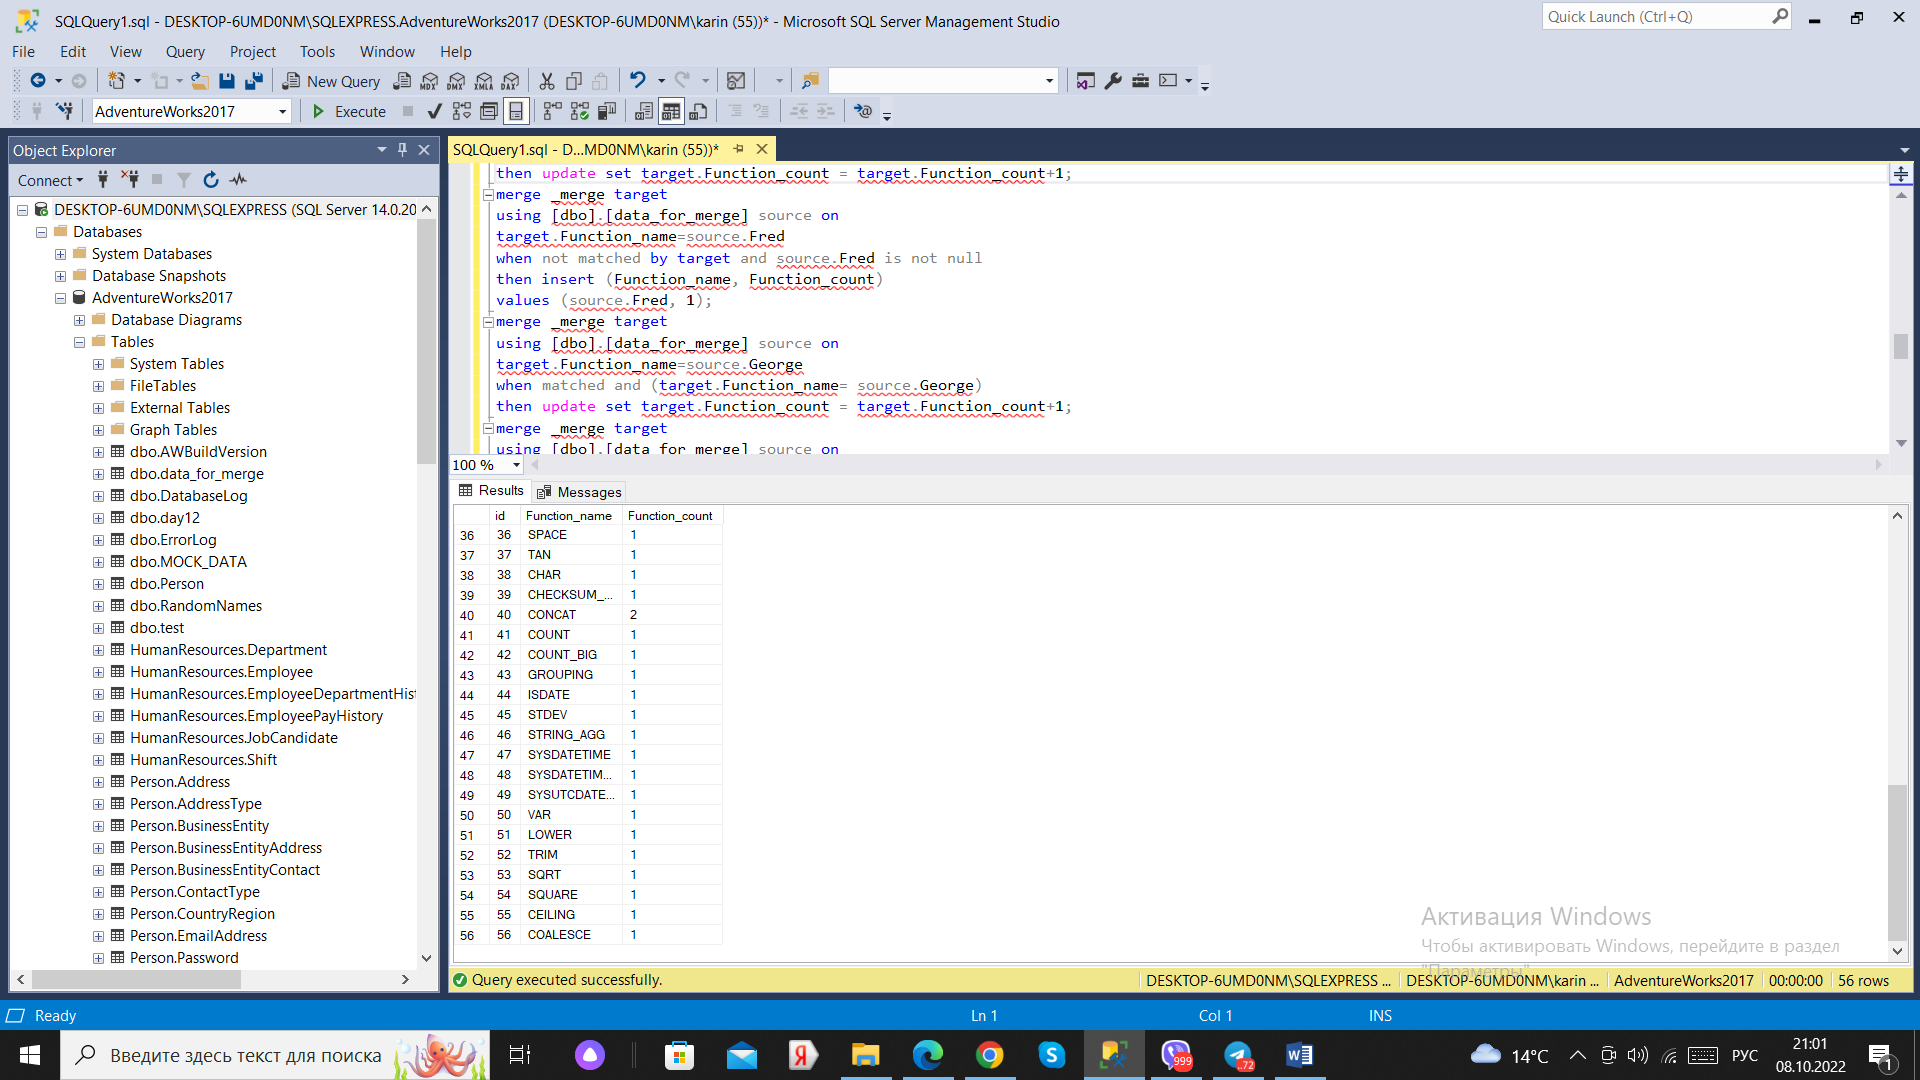 SQLQuery1.sql - DESKTOP-6UMD0NM\SQLEXPRESS.AdventureWorks2017 (DESKTOP-6UMD0NM\karin (55))* - Microsoft SQL Server Management Studio
Quick Launch (Ctrl+Q)
File Edit View Query Project Tools Window Help
New Query
MDX DMX XMLA DAX
AdventureWorks2017
Execute
Object Explorer
Connect
DESKTOP-6UMD0NM\SQLEXPRESS (SQL Server 14.0.20
Databases
System Databases
Database Snapshots
AdventureWorks2017
Database Diagrams
Tables
System Tables
FileTables
External Tables
Graph Tables
dbo.AWBuildVersion
dbo.data_for_merge
dbo.DatabaseLog
dbo.day12
dbo.ErrorLog
dbo.MOCK_DATA
dbo.Person
dbo.RandomNames
dbo.test
HumanResources.Department
HumanResources.Employee
HumanResources.EmployeeDepartmentHist
HumanResources.EmployeePayHistory
HumanResources.JobCandidate
HumanResources.Shift
Person.Address
Person.AddressType
Person.BusinessEntity
Person.BusinessEntityAddress
Person.BusinessEntityContact
Person.ContactType
Person.CountryRegion
Person.EmailAddress
Person.Password
SQLQuery1.sql - D...MD0NM\karin (55))*
then update set target.Function_count = target.Function_count+1;
merge _merge target
using [dbo].[data_for_merge] source on
target.Function_name=source.Fred
when not matched by target and source.Fred is not null
then insert (Function_name, Function_count)
values (source.Fred, 1);
merge _merge target
using [dbo].[data_for_merge] source on
target.Function_name=source.George
when matched and (target.Function_name= source.George)
then update set target.Function_count = target.Function_count+1;
merge _merge target
using [dbo].[data_for_merge] source on
100 %
Results Messages
id Function_name Function_count
36 36 SPACE 1
37 37 TAN 1
38 38 CHAR 1
39 39 CHECKSUM_... 1
40 40 CONCAT 2
41 41 COUNT 1
42 42 COUNT_BIG 1
43 43 GROUPING 1
44 44 ISDATE 1
45 45 STDEV 1
46 46 STRING_AGG 1
47 47 SYSDATETIME 1
48 48 SYSDATETIM... 1
49 49 SYSUTCDATE... 1
50 50 VAR 1
51 51 LOWER 1
52 52 TRIM 1
53 53 SQRT 1
54 54 SQUARE 1
55 55 CEILING 1
56 56 COALESCE 1
Активация Windows
Чтобы активировать Windows, перейдите в раздел
"Параметры".
Query executed successfully.
DESKTOP-6UMD0NM\SQLEXPRESS ... DESKTOP-6UMD0NM\karin ... AdventureWorks2017 00:00:00 56 rows
Ready
Ln 1 Col 1 INS
Введите здесь текст для поиска
Я
999
..72
14°C
РУС
21:01
08.10.2022
1